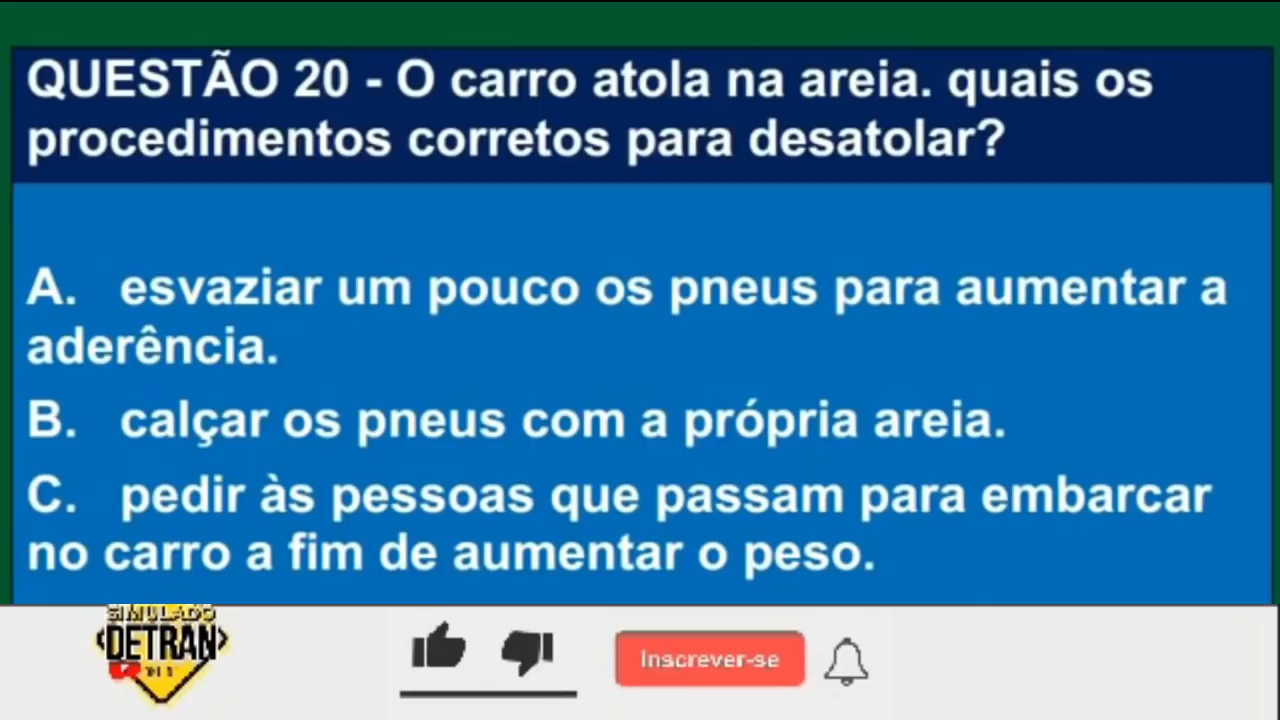 QUESTÃO 20 - O carro atola na areia. quais os
procedimentos corretos para desatolar?
A. esvaziar um pouco os pneus para aumentar a
aderência.
B. calçar os pneus com a própria areia.
C. pedir às pessoas que passam para embarcar
no carro a fim de aumentar o peso.
SIMULADO
DETRAN
Inscrever-se